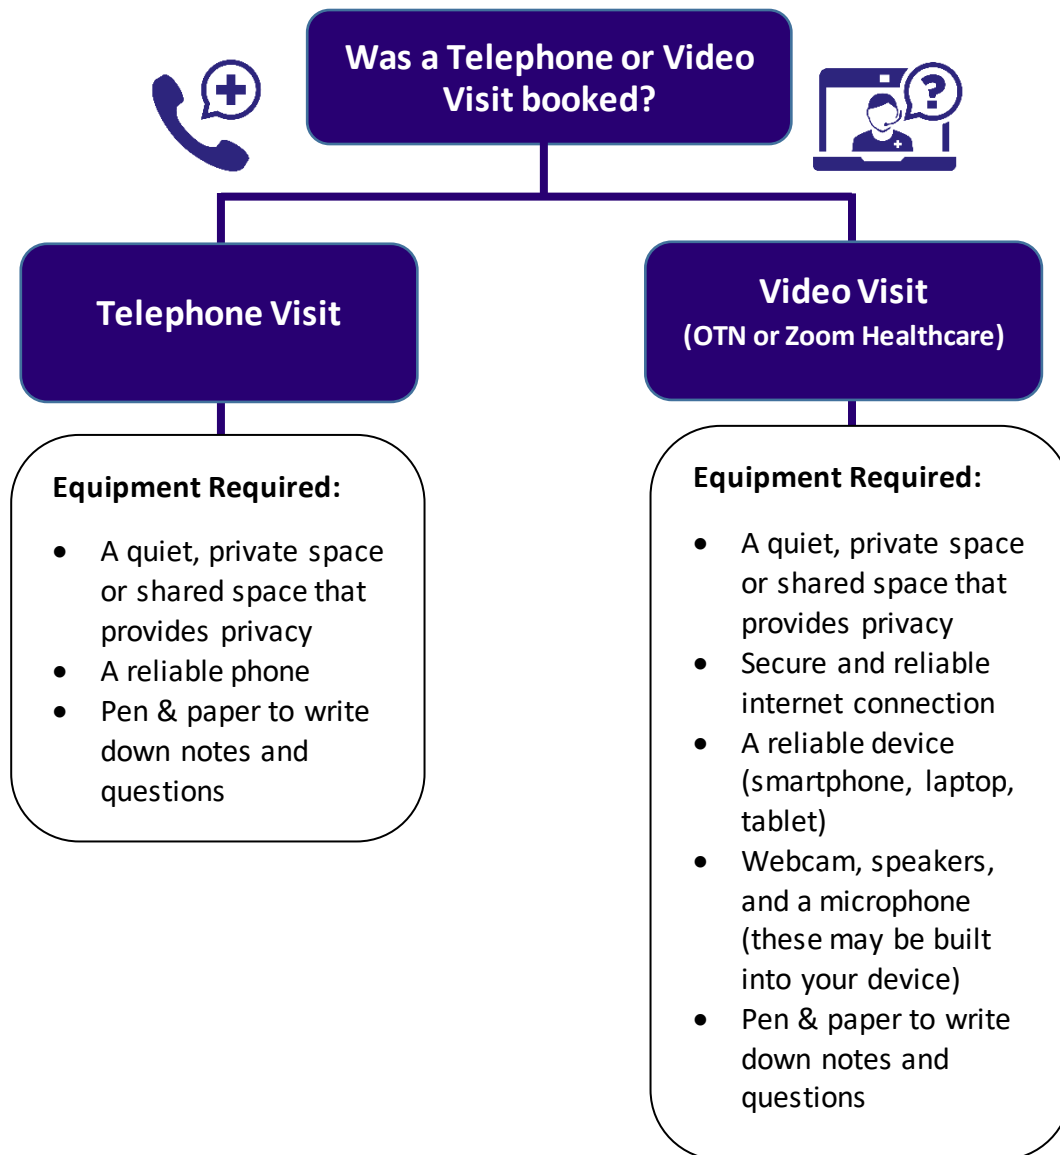 Was a Telephone or Video
Visit booked?
?
Telephone Visit
Video Visit
(OTN or Zoom Healthcare)
Equipment Required:
• A quiet, private space
or shared space that
provides privacy
• A reliable phone
• Pen & paper to write
down notes and
questions
Equipment Required:
• A quiet, private space
or shared space that
provides privacy
• Secure and reliable
internet connection
• A reliable device
(smartphone, laptop,
tablet)
• Webcam, speakers,
and a microphone
(these may be built
into your device)
• Pen & paper to write
down notes and
questions